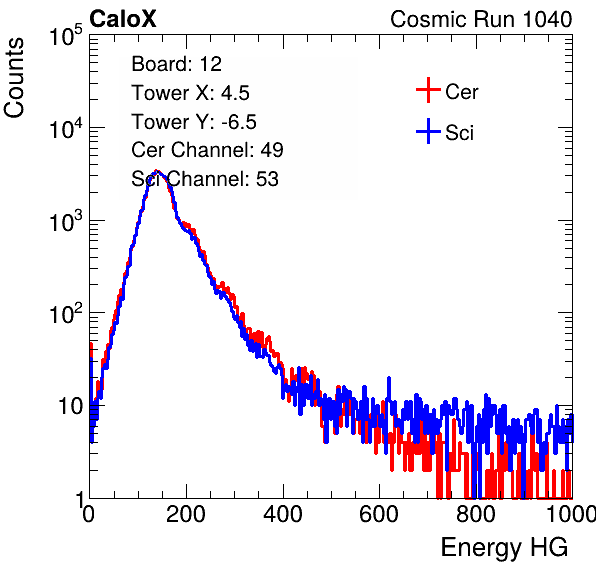 CaloX Cosmic Run 1040
Counts
10^5
10^4
10^3
10^2
10
1
Board: 12
Tower X: 4.5
Tower Y: -6.5
Cer Channel: 49
Sci Channel: 53
Cer
Sci
0 200 400 600 800 1000
Energy HG